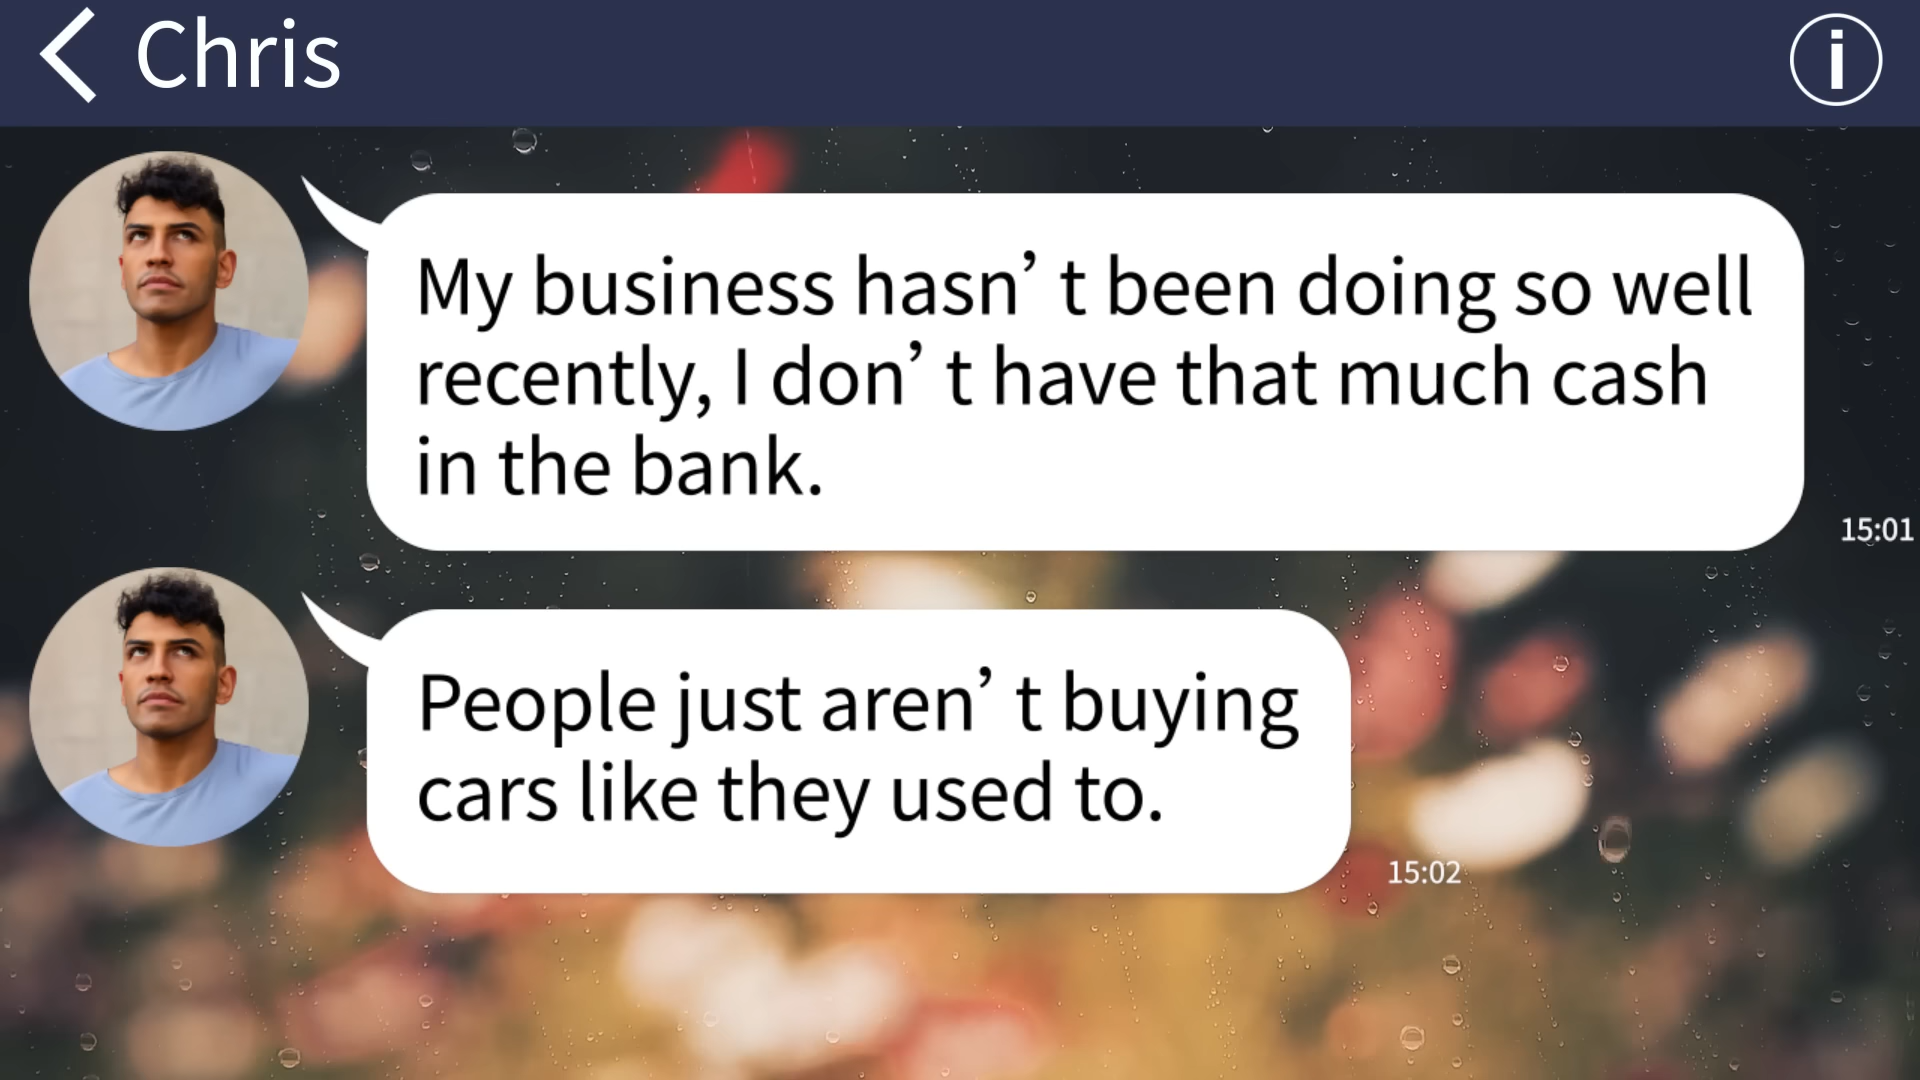 Chris
My business hasn’t been doing so well
recently, I don’t have that much cash
in the bank.
15:01
People just aren’t buying
cars like they used to.
15:02